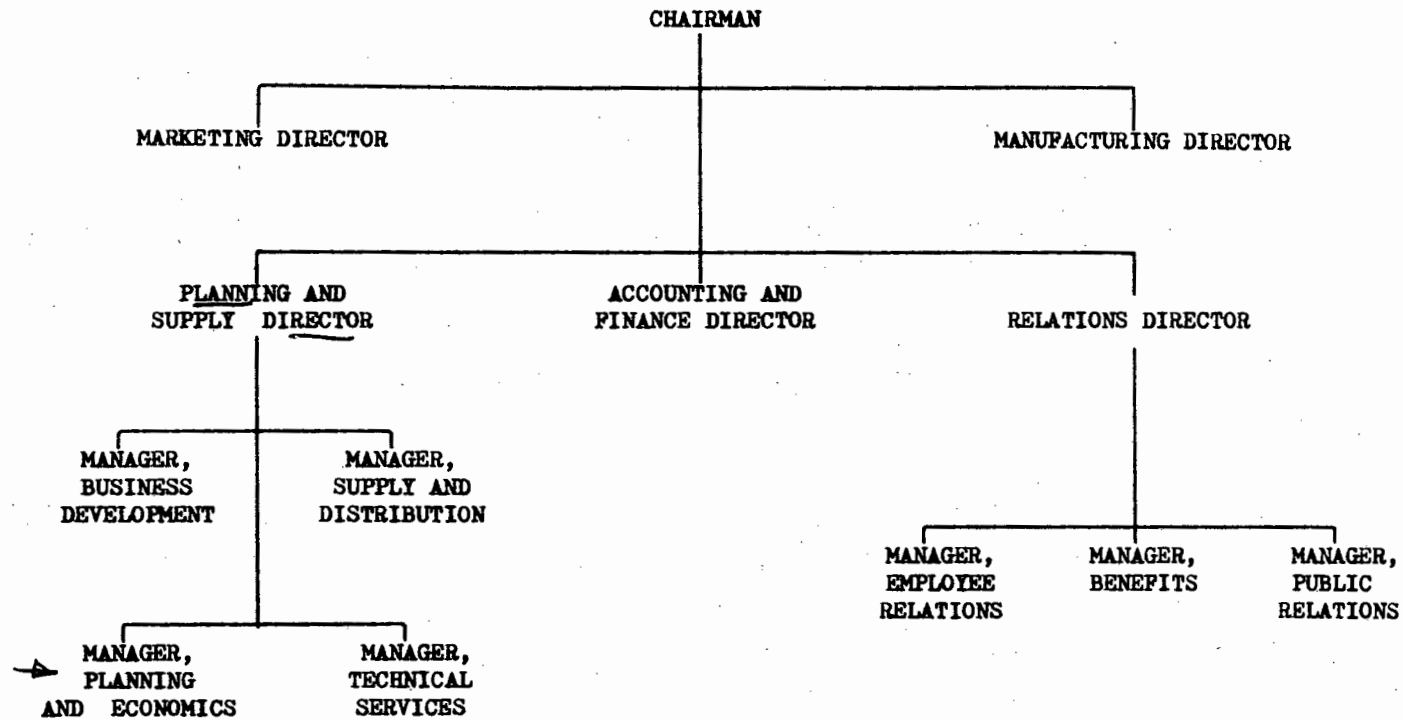 CHAIRMAN
MARKETING DIRECTOR
MANUFACTURING DIRECTOR
PLANNING AND
SUPPLY DIRECTOR
ACCOUNTING AND
FINANCE DIRECTOR
RELATIONS DIRECTOR
MANAGER,
BUSINESS
DEVELOPMENT
MANAGER,
SUPPLY AND
DISTRIBUTION
MANAGER,
EMPLOYEE
RELATIONS
MANAGER,
BENEFITS
MANAGER,
PUBLIC
RELATIONS
MANAGER,
PLANNING
AND ECONOMICS
MANAGER,
TECHNICAL
SERVICES